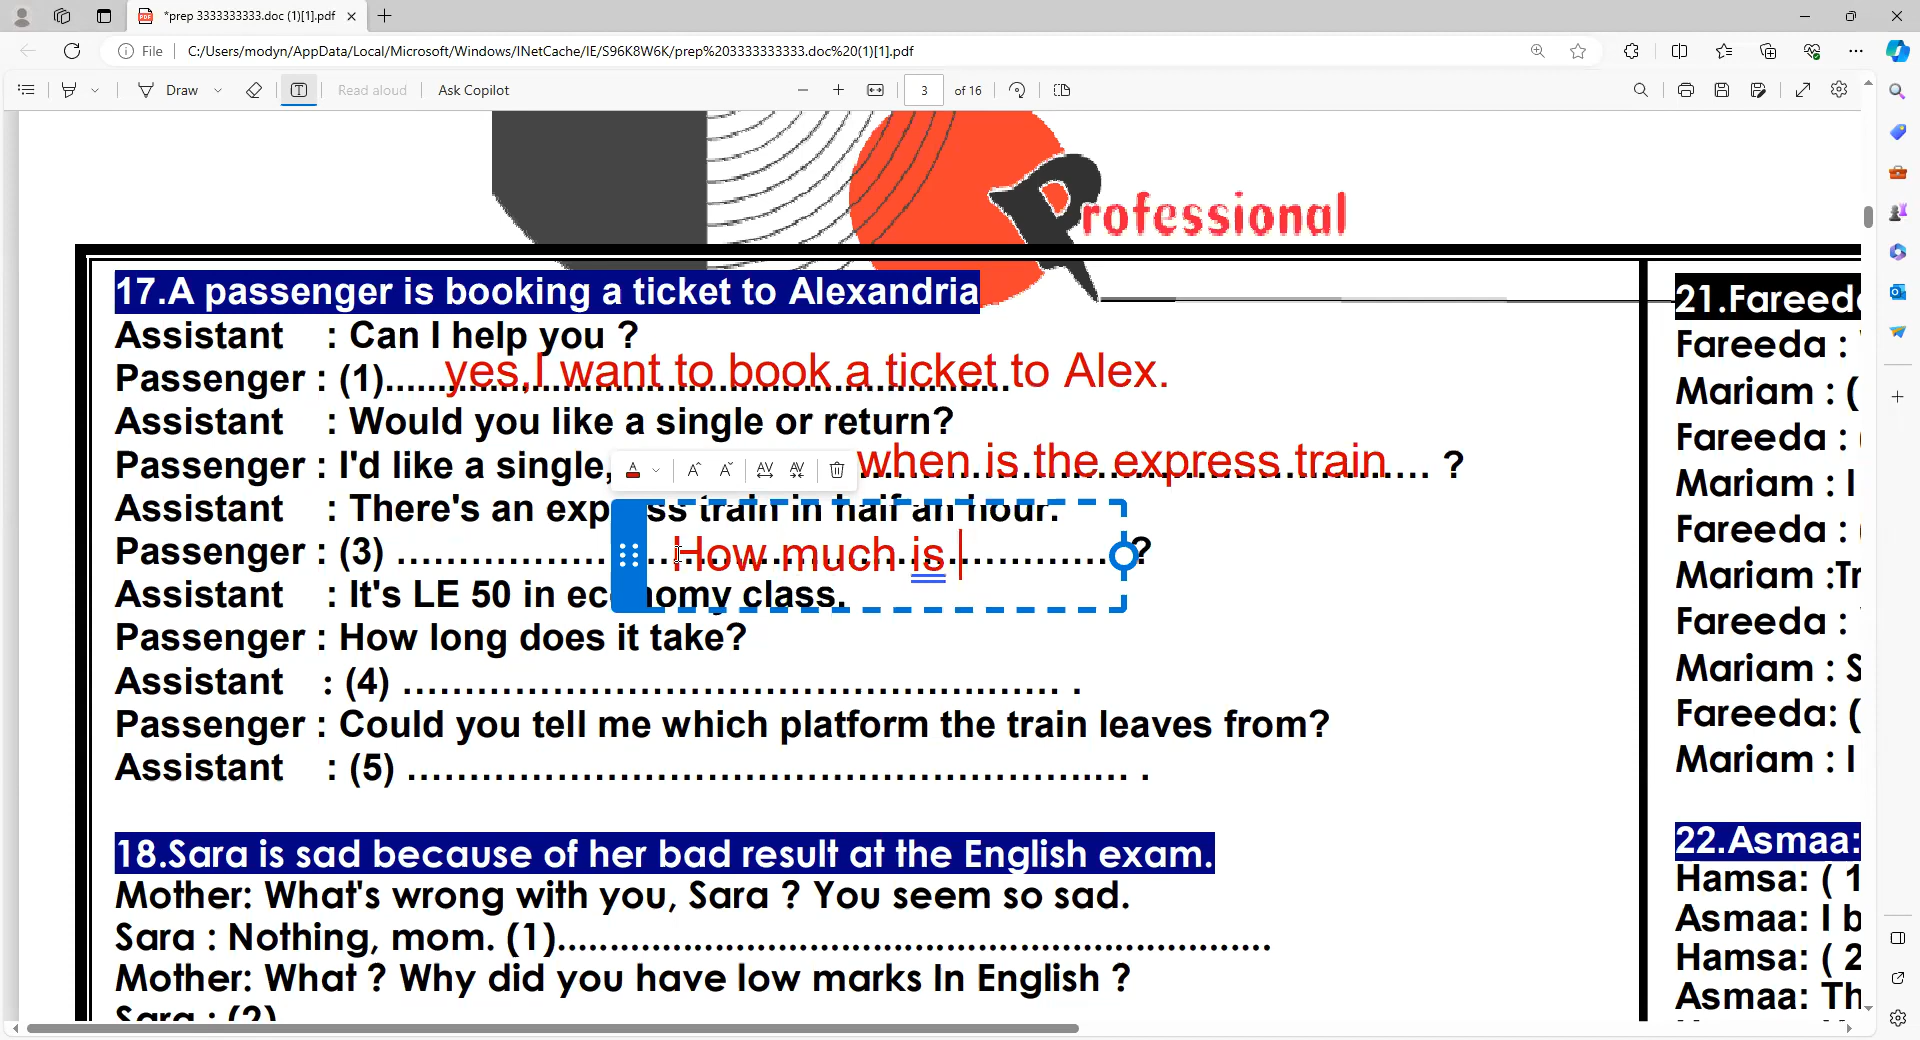 *prep 3333333333.doc (1)[1].pdf
File
C:/Users/modyn/AppData/Local/Microsoft/Windows/INetCache/IE/S96K8W6K/prep%203333333333.doc%20(1)[1].pdf
Draw
Read aloud
Ask Copilot
3 of 16
Professional
17.A passenger is booking a ticket to Alexandria
Assistant : Can I help you ?
Passenger : (1).......... yes,I want to book a ticket to Alex.
Assistant : Would you like a single or return?
Passenger : I'd like a single, when is the express train .... ?
Assistant : There's an express train in half an hour.
Passenger : (3) .......... How much is .......... ?
Assistant : It's LE 50 in economy class.
Passenger : How long does it take?
Assistant : (4) .......................................................... .
Passenger : Could you tell me which platform the train leaves from?
Assistant : (5) .......................................................... .
18.Sara is sad because of her bad result at the English exam.
Mother: What's wrong with you, Sara ? You seem so sad.
Sara : Nothing, mom. (1)..........................................................
Mother: What ? Why did you have low marks In English ?
Sara : (2)
21.Fareed
Fareeda :
Mariam : (
Fareeda :
Mariam : I
Fareeda :
Mariam :Tr
Fareeda :
Mariam : S
Fareeda: (
Mariam : I
22.Asmaa:
Hamsa: ( 1
Asmaa: I b
Hamsa: ( 2
Asmaa: Th